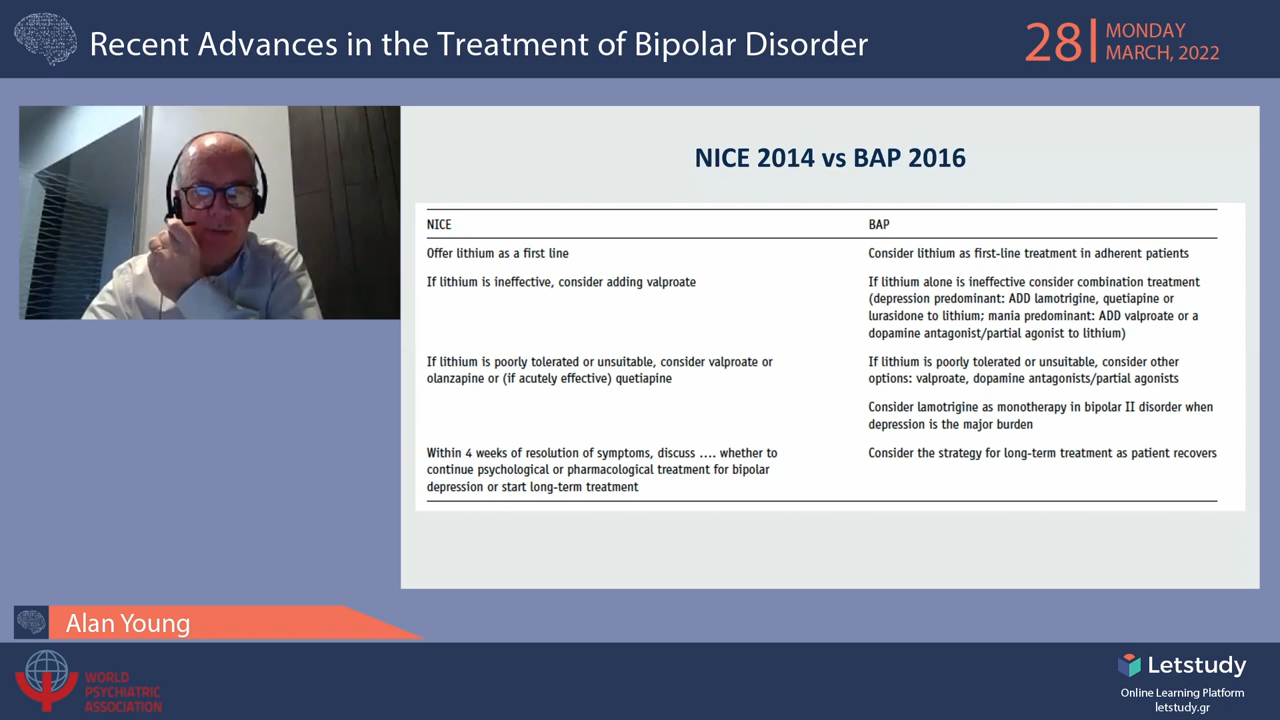 Recent Advances in the Treatment of Bipolar Disorder
28
MONDAY
MARCH, 2022
NICE 2014 vs BAP 2016
NICE
BAP
Offer lithium as a first line
Consider lithium as first-line treatment in adherent patients
If lithium is ineffective, consider adding valproate
If lithium alone is ineffective consider combination treatment
(depression predominant: ADD lamotrigine, quetiapine or
lurasidone to lithium; mania predominant: ADD valproate or a
dopamine antagonist/partial agonist to lithium)
If lithium is poorly tolerated or unsuitable, consider valproate or
olanzapine or (if acutely effective) quetiapine
If lithium is poorly tolerated or unsuitable, consider other
options: valproate, dopamine antagonists/partial agonists
Consider lamotrigine as monotherapy in bipolar II disorder when
depression is the major burden
Within 4 weeks of resolution of symptoms, discuss .... whether to
continue psychological or pharmacological treatment for bipolar
depression or start long-term treatment
Consider the strategy for long-term treatment as patient recovers
Alan Young
WORLD
PSYCHIATRIC
ASSOCIATION
Letstudy
Online Learning Platform
letstudy.gr